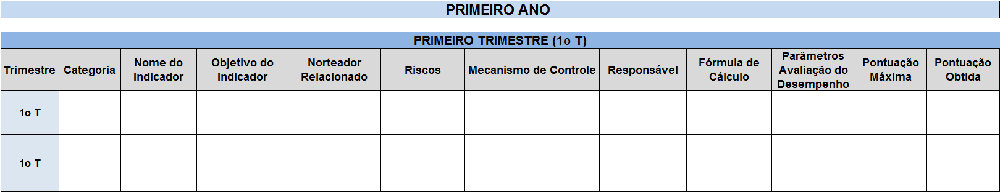 PRIMEIRO ANO
PRIMEIRO TRIMESTRE (1o T)
Trimestre
Categoria
Nome do
Indicador
Objetivo do
Indicador
Norteador
Relacionado
Riscos
Mecanismo de Controle
Responsável
Fórmula de
Cálculo
Parâmetros
Avaliação do
Desempenho
Pontuação
Máxima
Pontuação
Obtida
1o T
1o T